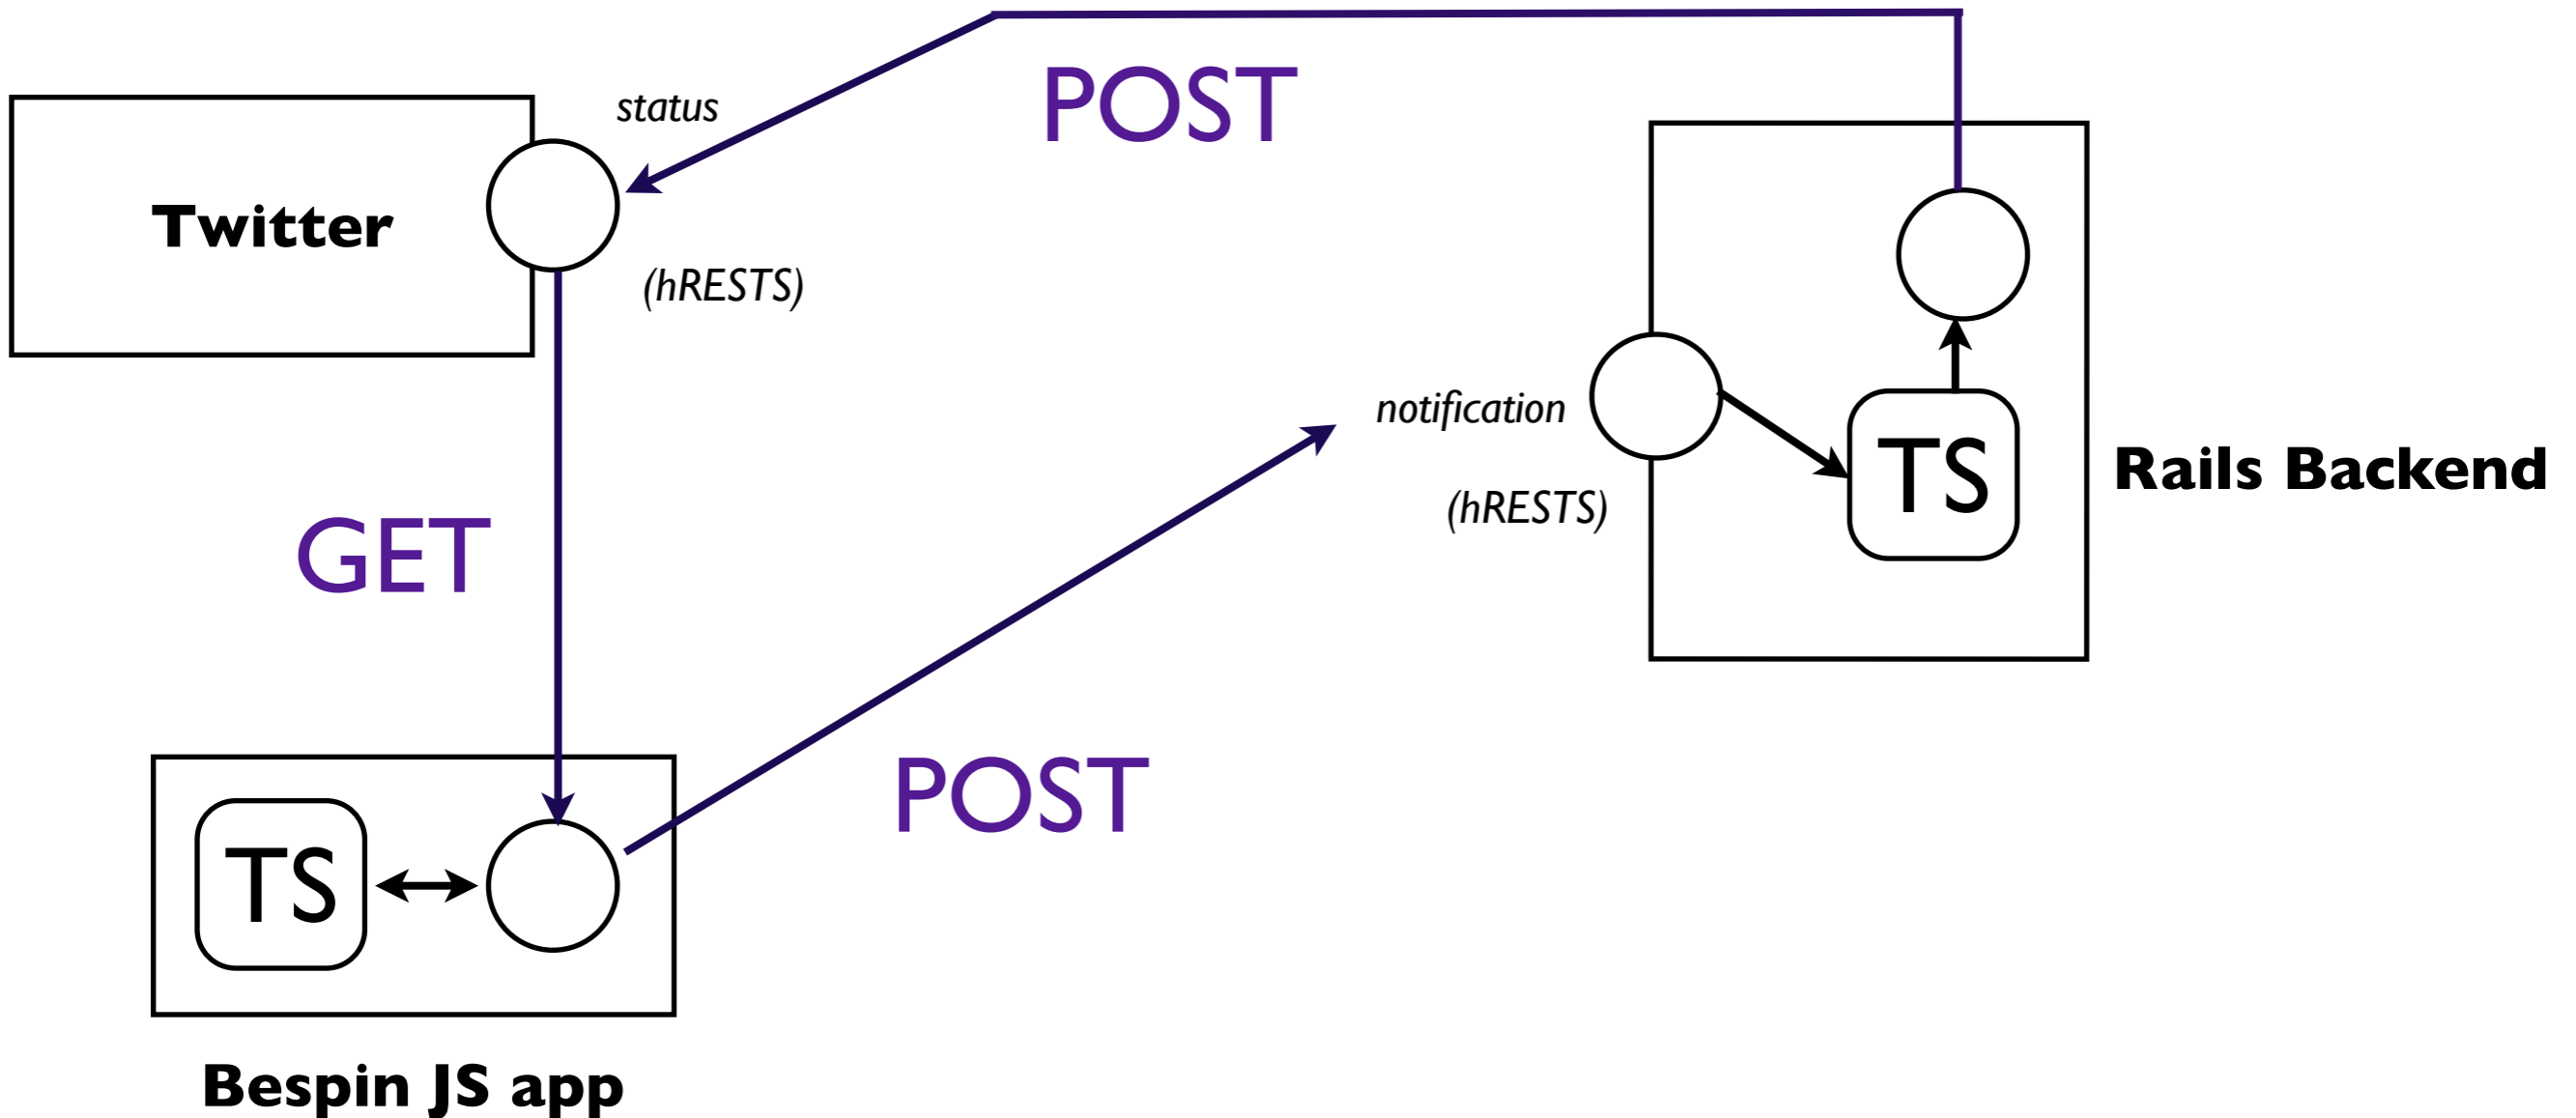 POST
status
Twitter
(hRESTS)
notification
(hRESTS)
TS
Rails Backend
GET
POST
TS
Bespin JS app